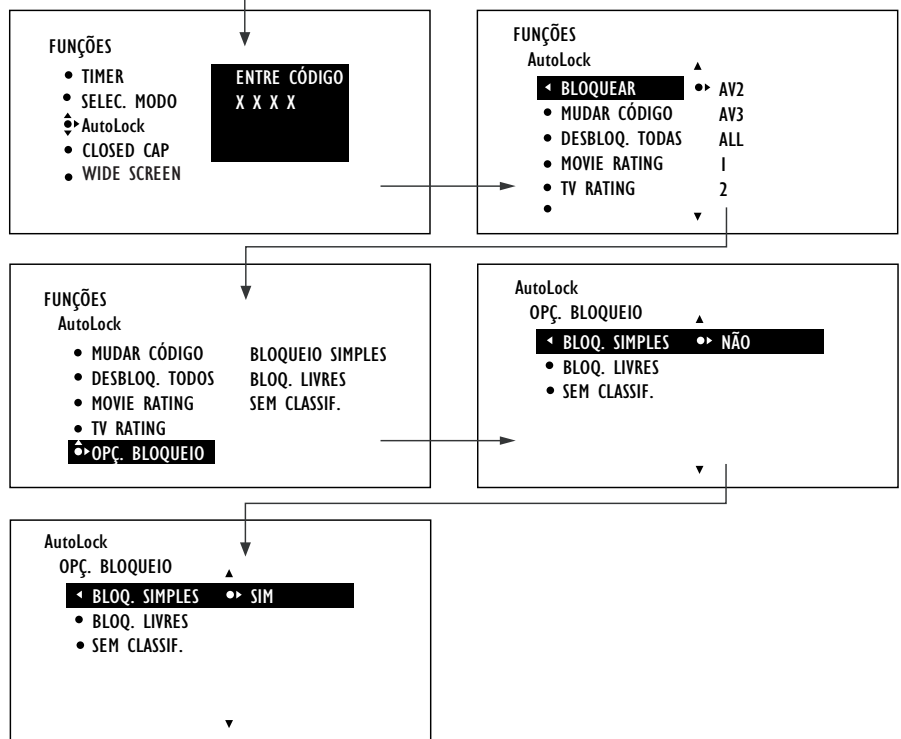 FUNÇÕES
TIMER
SELEC. MODO
AutoLock
CLOSED CAP
WIDE SCREEN
ENTRE CÓDIGO
X X X X
FUNÇÕES
AutoLock
BLOQUEAR AV2
MUDAR CÓDIGO AV3
DESBLOQ. TODAS ALL
MOVIE RATING 1
TV RATING 2
FUNÇÕES
AutoLock
MUDAR CÓDIGO BLOQUEIO SIMPLES
DESBLOQ. TODOS BLOQ. LIVRES
MOVIE RATING SEM CLASSIF.
TV RATING
OPÇ. BLOQUEIO
AutoLock
OPÇ. BLOQUEIO
BLOQ. SIMPLES NÃO
BLOQ. LIVRES
SEM CLASSIF.
AutoLock
OPÇ. BLOQUEIO
BLOQ. SIMPLES SIM
BLOQ. LIVRES
SEM CLASSIF.